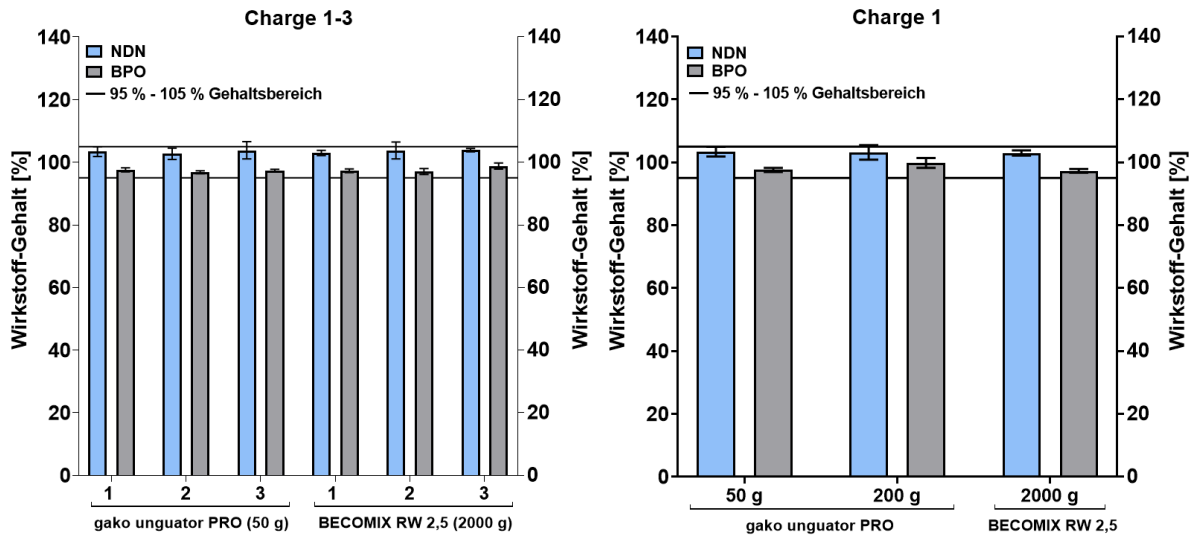 Charge 1-3
NDN
BPO
95 % - 105 % Gehaltsbereich
Wirkstoff-Gehalt [%]
140
120
100
80
60
40
20
0
140
120
100
80
60
40
20
0
Wirkstoff-Gehalt [%]
1 2 3 1 2 3
gako unguator PRO (50 g) BECOMIX RW 2,5 (2000 g)
Charge 1
NDN
BPO
95 % - 105 % Gehaltsbereich
Wirkstoff-Gehalt [%]
140
120
100
80
60
40
20
0
140
120
100
80
60
40
20
0
Wirkstoff-Gehalt [%]
50 g 200 g 2000 g
gako unguator PRO BECOMIX RW 2,5